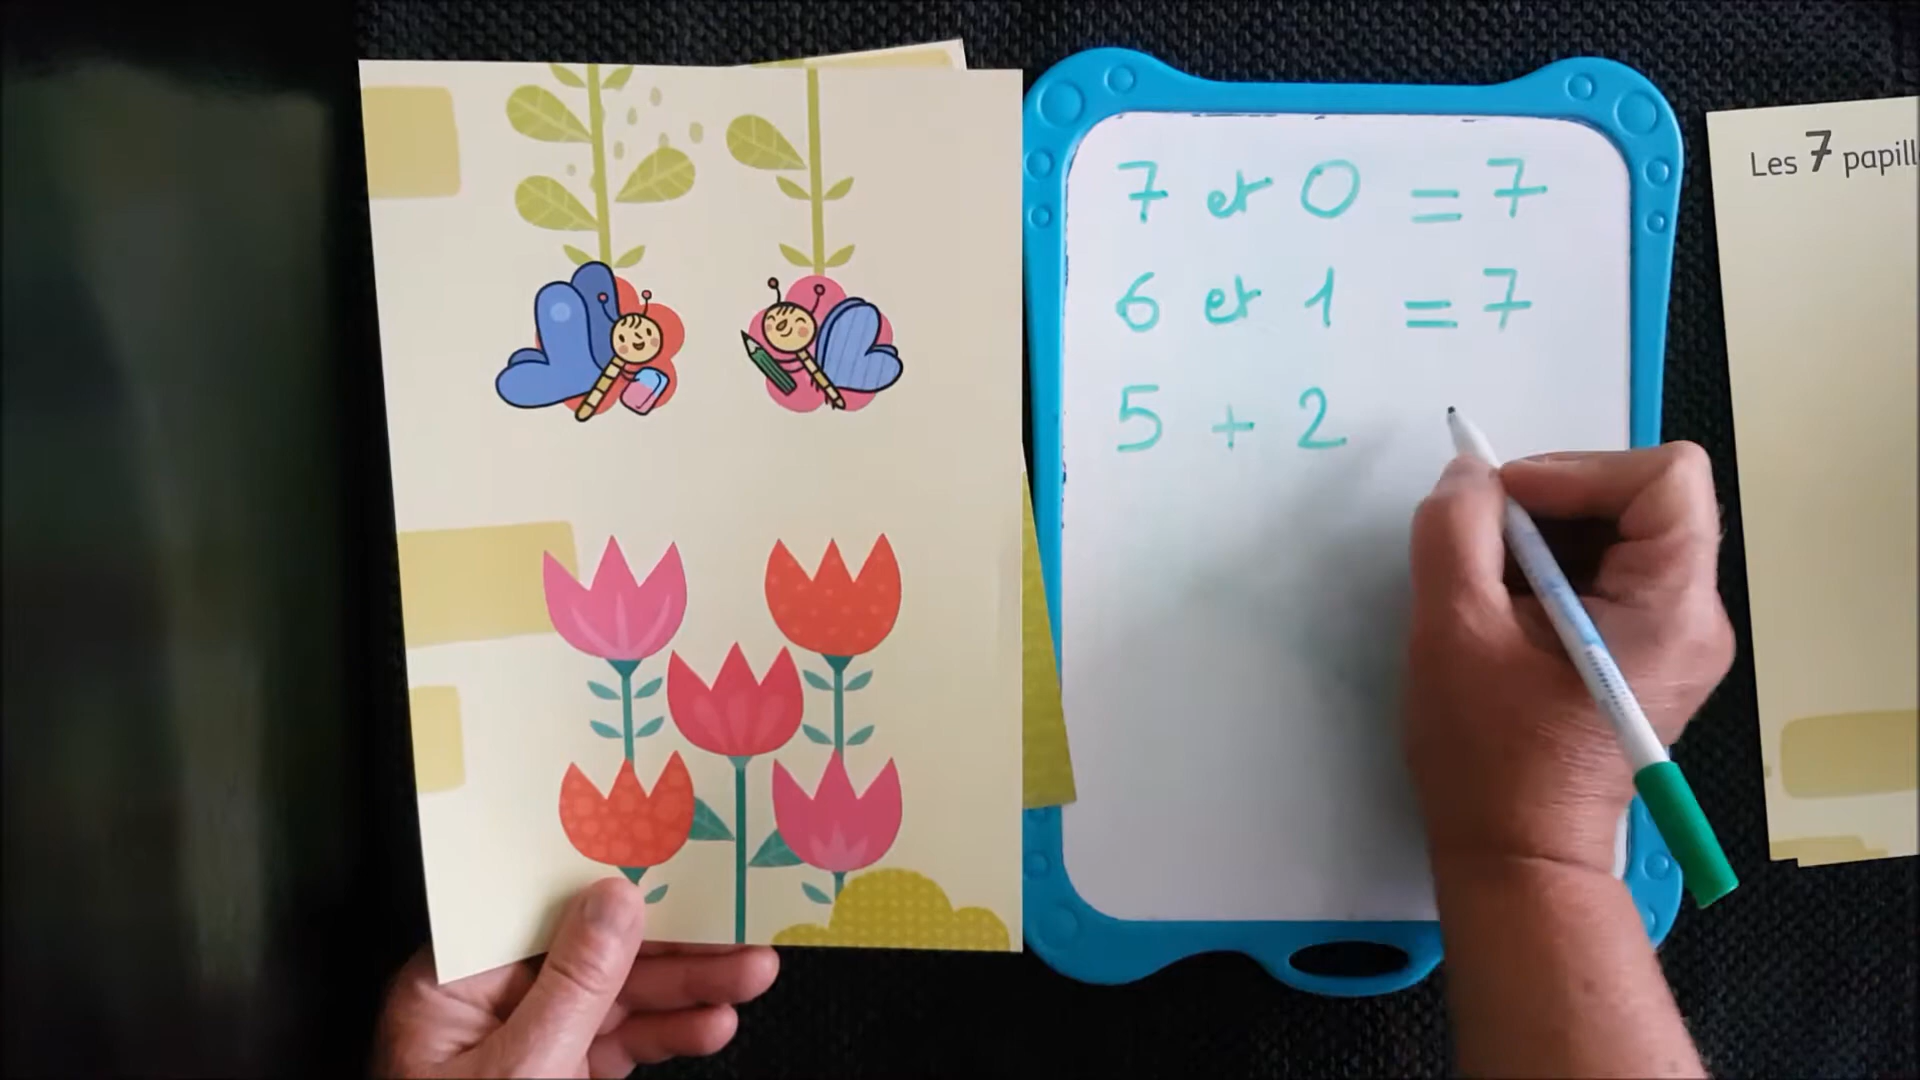 7 et 0 = 7
6 et 1 = 7
5 + 2
Les 7 papill